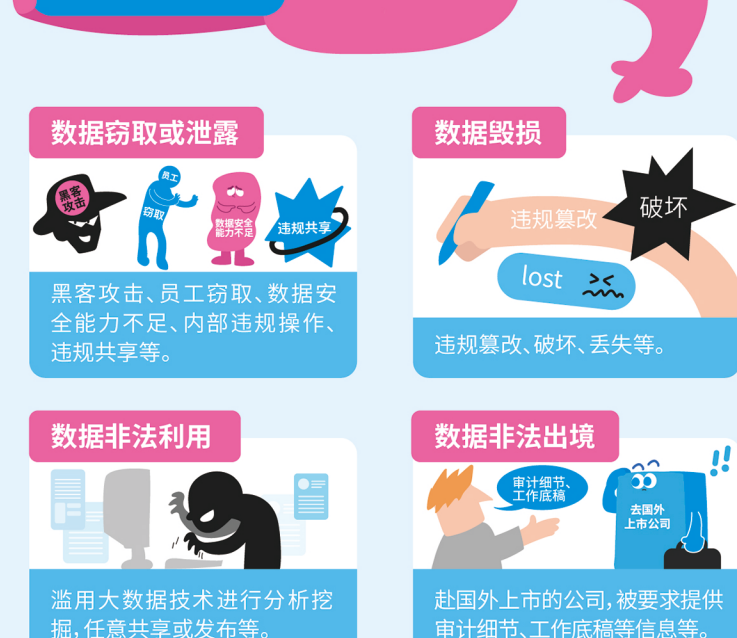 数据窃取或泄露
黑客
攻击
员工
窃取
数据安全
能力不足
违规共享
黑客攻击、员工窃取、数据安
全能力不足、内部违规操作、
违规共享等。
数据毁损
违规篡改
破坏
lost
违规篡改、破坏、丢失等。
数据非法利用
滥用大数据技术进行分析挖
掘,任意共享或发布等。
数据非法出境
审计细节、
工作底稿
去国外
上市公司
!!
赴国外上市的公司,被要求提供
审计细节、工作底稿等信息等。